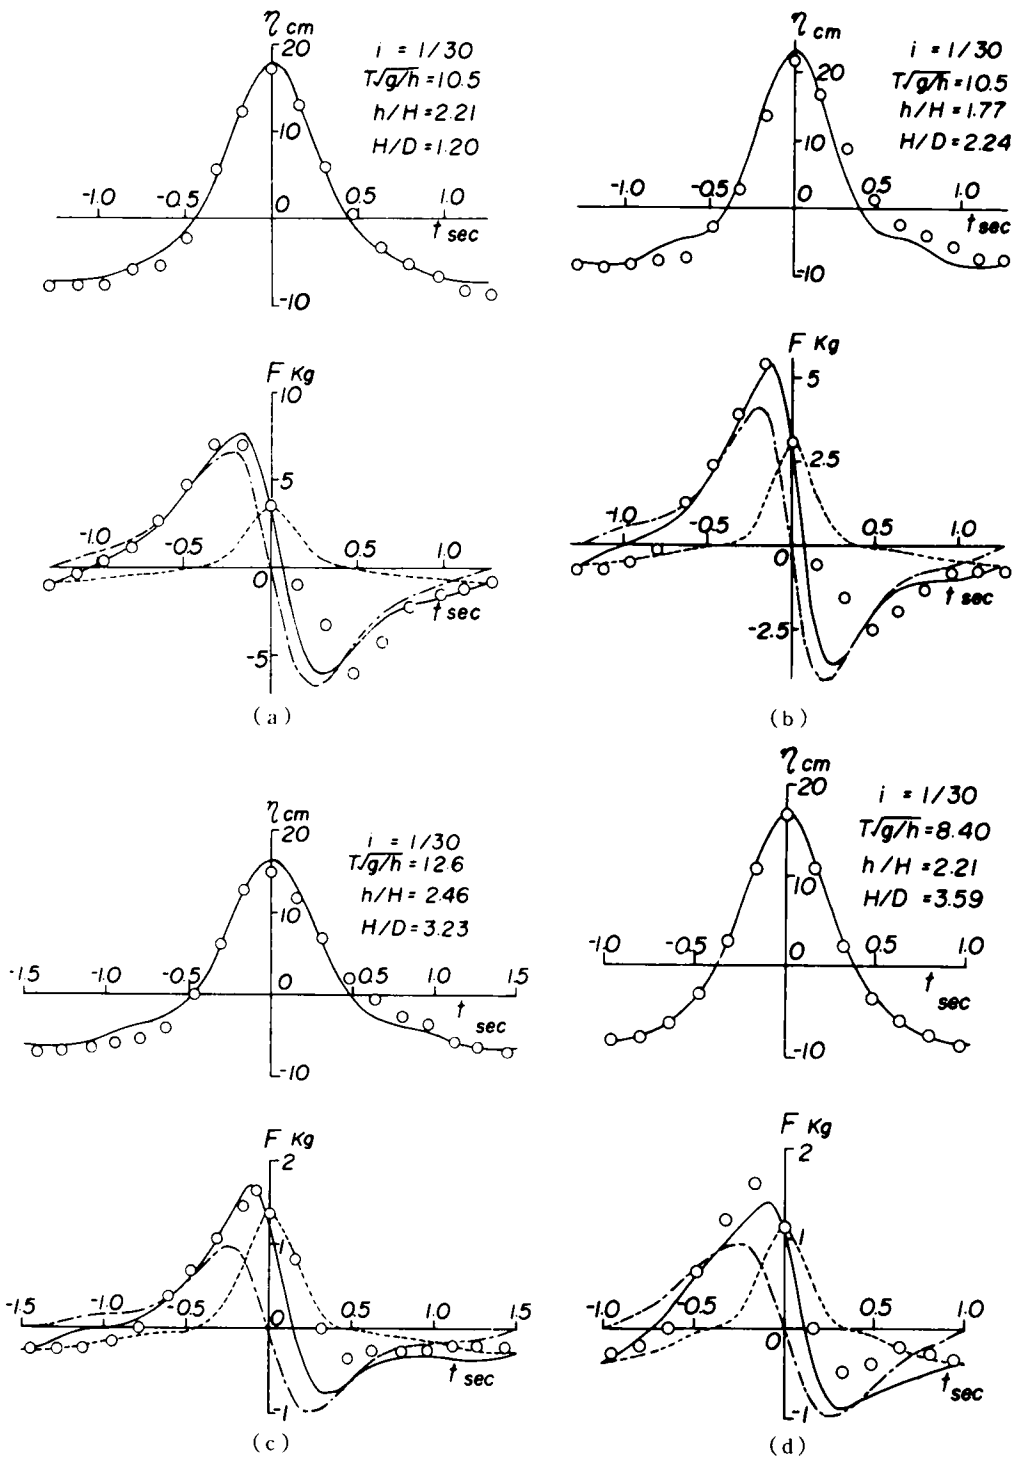 η cm
20
i = 1/30
T√g/h = 10.5
h/H = 2.21
H/D = 1.20
10
-1.0
-0.5
0
0.5
1.0
t sec
-10
F Kg
10
5
-1.0
-0.5
0
0.5
1.0
t sec
-5
(a)
η cm
20
i = 1/30
T√g/h = 10.5
h/H = 1.77
H/D = 2.24
10
-1.0
-0.5
0
0.5
1.0
t sec
-10
F Kg
5
2.5
-1.0
-0.5
0
0.5
1.0
t sec
-2.5
(b)
η cm
20
i = 1/30
T√g/h = 12.6
h/H = 2.46
H/D = 3.23
10
-1.5
-1.0
-0.5
0
0.5
1.0
1.5
t sec
-10
F Kg
2
1
-1.5
-1.0
-0.5
0
0.5
1.0
1.5
t sec
-1
(c)
η cm
20
i = 1/30
T√g/h = 8.40
h/H = 2.21
H/D = 3.59
10
-1.0
-0.5
0
0.5
1.0
t sec
-10
F Kg
2
1
-1.0
-0.5
0
0.5
1.0
t sec
-1
(d)